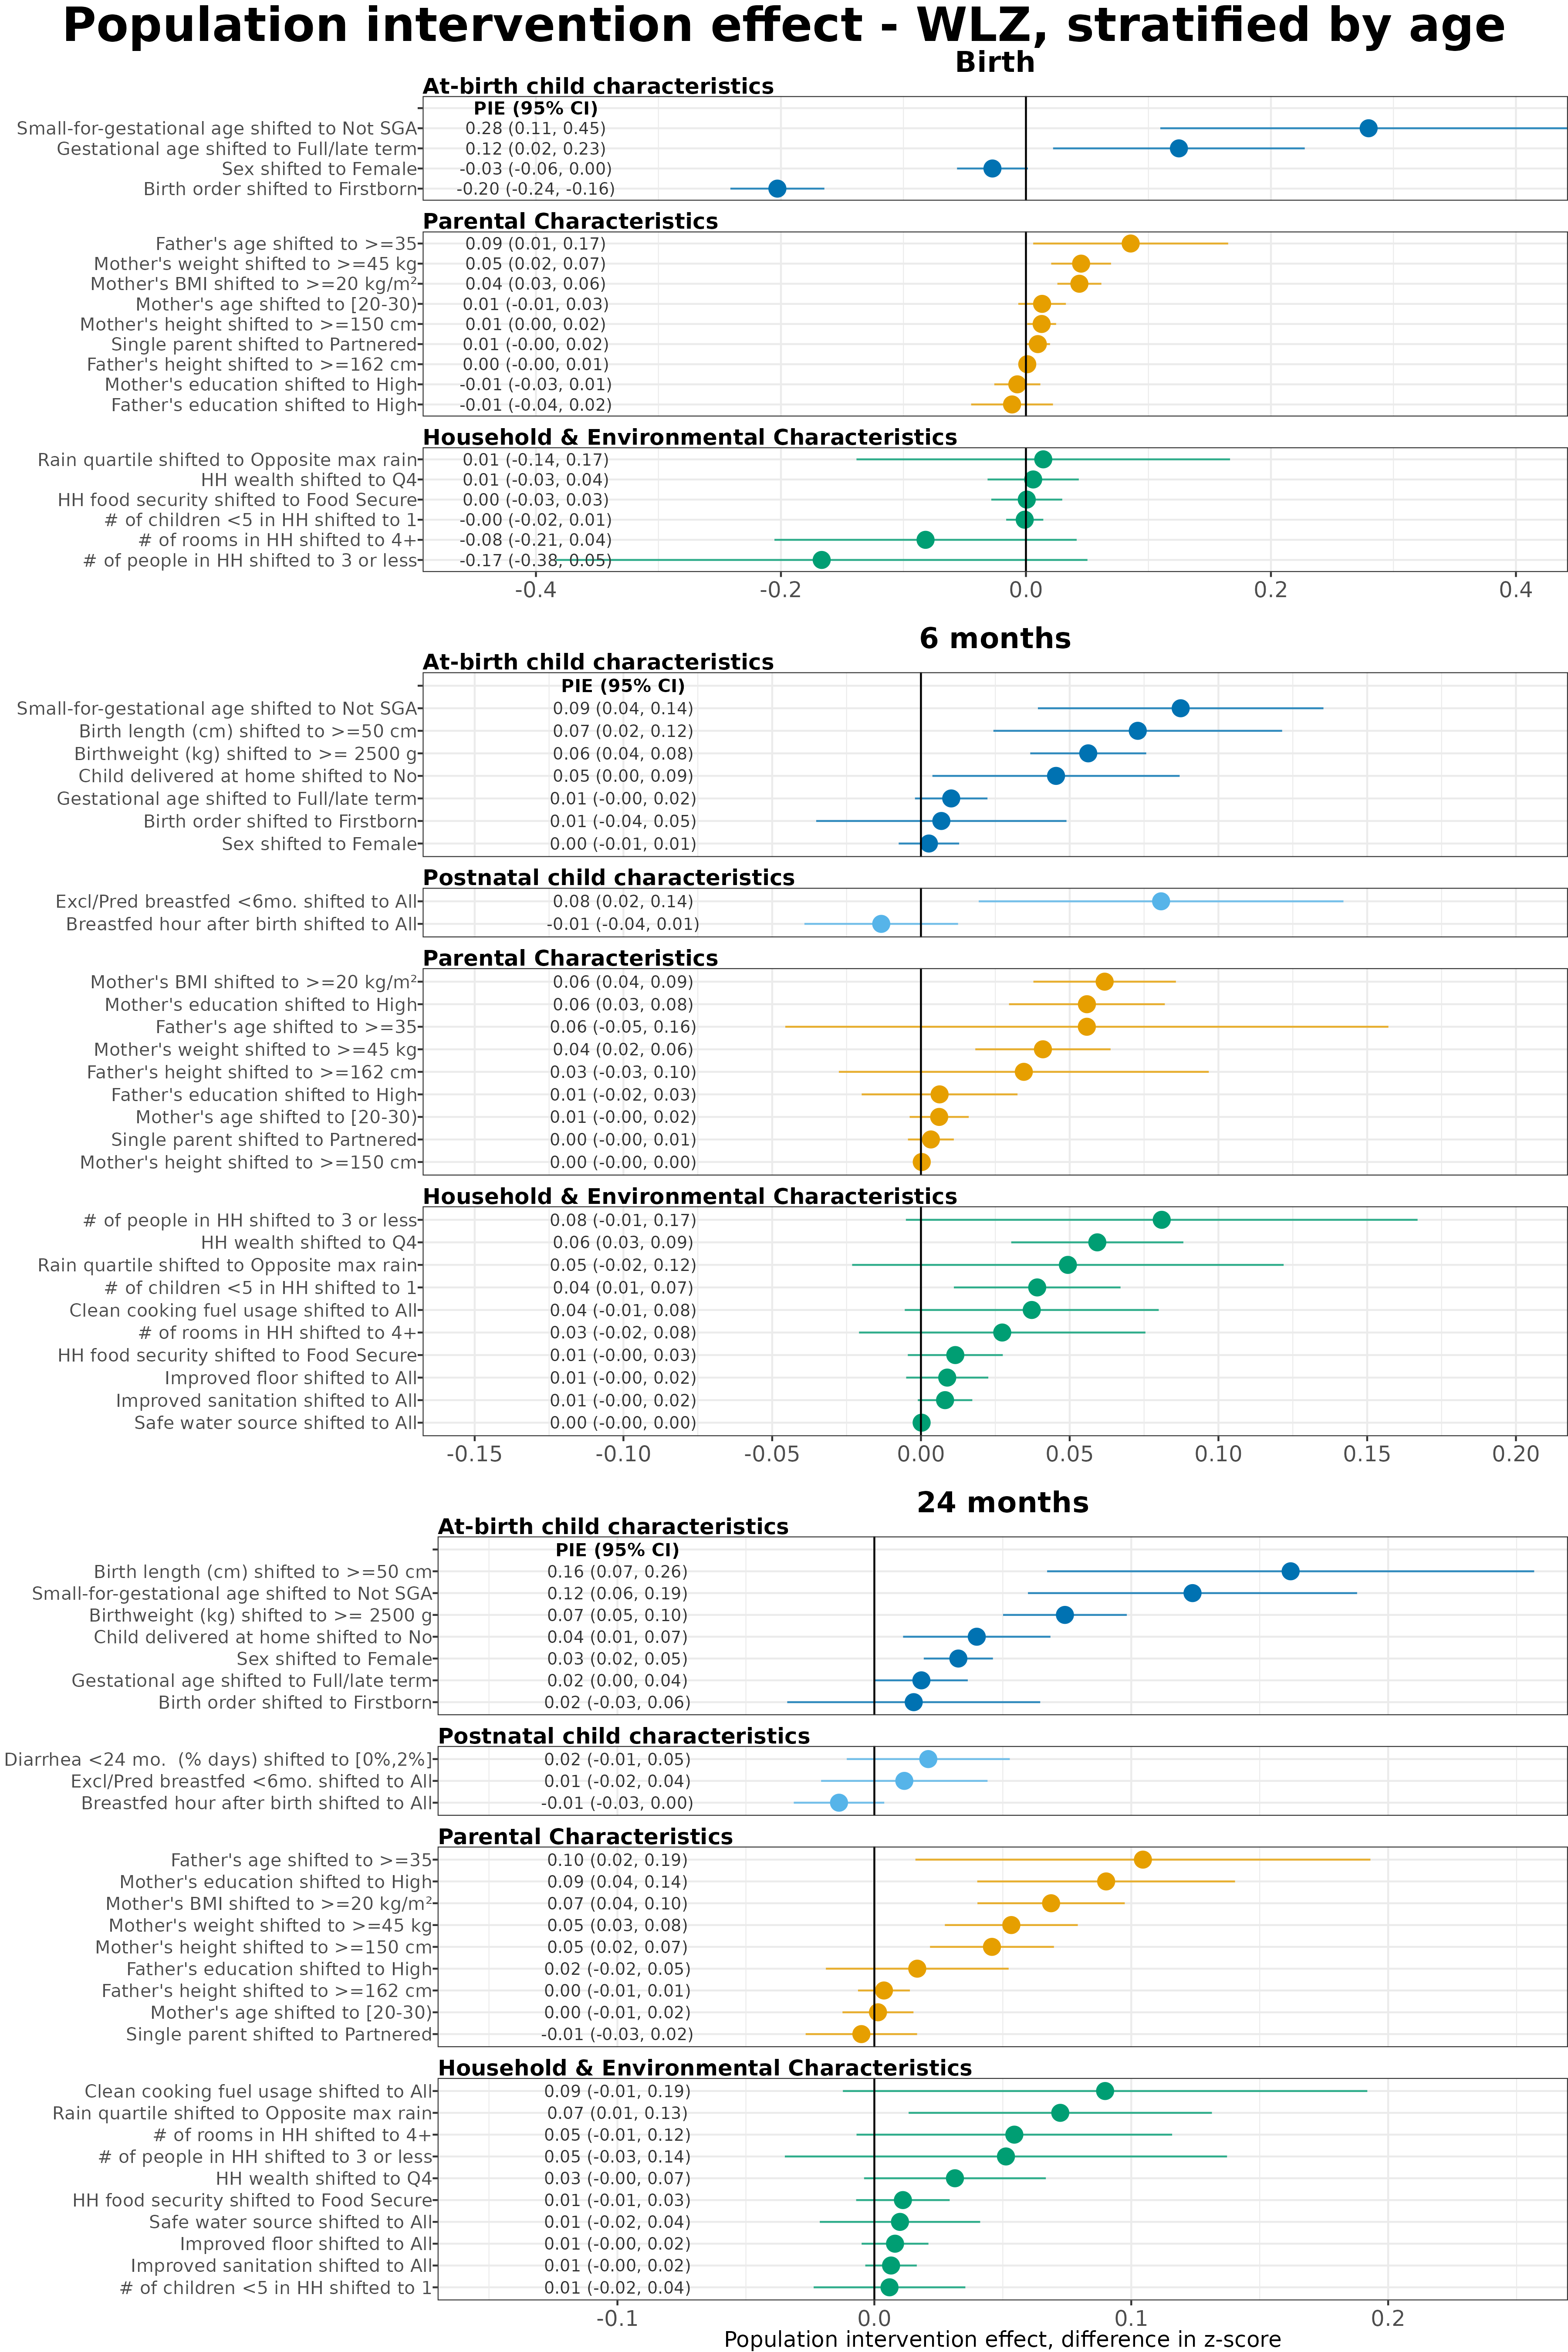 Population intervention effect - WLZ, stratified by age
Birth
At-birth child characteristics
PIE (95% CI)
Small-for-gestational age shifted to Not SGA 0.28 (0.11, 0.45)
Gestational age shifted to Full/late term 0.12 (0.02, 0.23)
Sex shifted to Female -0.03 (-0.06, 0.00)
Birth order shifted to Firstborn -0.20 (-0.24, -0.16)
Parental Characteristics
Father's age shifted to >=35 0.09 (0.01, 0.17)
Mother's weight shifted to >=45 kg 0.05 (0.02, 0.07)
Mother's BMI shifted to >=20 kg/m² 0.04 (0.03, 0.06)
Mother's age shifted to [20-30) 0.01 (-0.01, 0.03)
Mother's height shifted to >=150 cm 0.01 (0.00, 0.02)
Single parent shifted to Partnered 0.01 (-0.00, 0.02)
Father's height shifted to >=162 cm 0.00 (-0.00, 0.01)
Mother's education shifted to High -0.01 (-0.03, 0.01)
Father's education shifted to High -0.01 (-0.04, 0.02)
Household & Environmental Characteristics
Rain quartile shifted to Opposite max rain 0.01 (-0.14, 0.17)
HH wealth shifted to Q4 0.01 (-0.03, 0.04)
HH food security shifted to Food Secure 0.00 (-0.03, 0.03)
# of children <5 in HH shifted to 1 -0.00 (-0.02, 0.01)
# of rooms in HH shifted to 4+ -0.08 (-0.21, 0.04)
# of people in HH shifted to 3 or less -0.17 (-0.38, 0.05)
-0.4 -0.2 0.0 0.2 0.4
6 months
At-birth child characteristics
PIE (95% CI)
Small-for-gestational age shifted to Not SGA 0.09 (0.04, 0.14)
Birth length (cm) shifted to >=50 cm 0.07 (0.02, 0.12)
Birthweight (kg) shifted to >= 2500 g 0.06 (0.04, 0.08)
Child delivered at home shifted to No 0.05 (0.00, 0.09)
Gestational age shifted to Full/late term 0.01 (-0.00, 0.02)
Birth order shifted to Firstborn 0.01 (-0.04, 0.05)
Sex shifted to Female 0.00 (-0.01, 0.01)
Postnatal child characteristics
Excl/Pred breastfed <6mo. shifted to All 0.08 (0.02, 0.14)
Breastfed hour after birth shifted to All -0.01 (-0.04, 0.01)
Parental Characteristics
Mother's BMI shifted to >=20 kg/m² 0.06 (0.04, 0.09)
Mother's education shifted to High 0.06 (0.03, 0.08)
Father's age shifted to >=35 0.06 (-0.05, 0.16)
Mother's weight shifted to >=45 kg 0.04 (0.02, 0.06)
Father's height shifted to >=162 cm 0.03 (-0.03, 0.10)
Father's education shifted to High 0.01 (-0.02, 0.03)
Mother's age shifted to [20-30) 0.01 (-0.00, 0.02)
Single parent shifted to Partnered 0.00 (-0.00, 0.01)
Mother's height shifted to >=150 cm 0.00 (-0.00, 0.00)
Household & Environmental Characteristics
# of people in HH shifted to 3 or less 0.08 (-0.01, 0.17)
HH wealth shifted to Q4 0.06 (0.03, 0.09)
Rain quartile shifted to Opposite max rain 0.05 (-0.02, 0.12)
# of children <5 in HH shifted to 1 0.04 (0.01, 0.07)
Clean cooking fuel usage shifted to All 0.04 (-0.01, 0.08)
# of rooms in HH shifted to 4+ 0.03 (-0.02, 0.08)
HH food security shifted to Food Secure 0.01 (-0.00, 0.03)
Improved floor shifted to All 0.01 (-0.00, 0.02)
Improved sanitation shifted to All 0.01 (-0.00, 0.02)
Safe water source shifted to All 0.00 (-0.00, 0.00)
-0.15 -0.10 -0.05 0.00 0.05 0.10 0.15 0.20
24 months
At-birth child characteristics
PIE (95% CI)
Birth length (cm) shifted to >=50 cm 0.16 (0.07, 0.26)
Small-for-gestational age shifted to Not SGA 0.12 (0.06, 0.19)
Birthweight (kg) shifted to >= 2500 g 0.07 (0.05, 0.10)
Child delivered at home shifted to No 0.04 (0.01, 0.07)
Sex shifted to Female 0.03 (0.02, 0.05)
Gestational age shifted to Full/late term 0.02 (0.00, 0.04)
Birth order shifted to Firstborn 0.02 (-0.03, 0.06)
Postnatal child characteristics
Diarrhea <24 mo. (% days) shifted to [0%,2%] 0.02 (-0.01, 0.05)
Excl/Pred breastfed <6mo. shifted to All 0.01 (-0.02, 0.04)
Breastfed hour after birth shifted to All -0.01 (-0.03, 0.00)
Parental Characteristics
Father's age shifted to >=35 0.10 (0.02, 0.19)
Mother's education shifted to High 0.09 (0.04, 0.14)
Mother's BMI shifted to >=20 kg/m² 0.07 (0.04, 0.10)
Mother's weight shifted to >=45 kg 0.05 (0.03, 0.08)
Mother's height shifted to >=150 cm 0.05 (0.02, 0.07)
Father's education shifted to High 0.02 (-0.02, 0.05)
Father's height shifted to >=162 cm 0.00 (-0.01, 0.01)
Mother's age shifted to [20-30) 0.00 (-0.01, 0.02)
Single parent shifted to Partnered -0.01 (-0.03, 0.02)
Household & Environmental Characteristics
Clean cooking fuel usage shifted to All 0.09 (-0.01, 0.19)
Rain quartile shifted to Opposite max rain 0.07 (0.01, 0.13)
# of rooms in HH shifted to 4+ 0.05 (-0.01, 0.12)
# of people in HH shifted to 3 or less 0.05 (-0.03, 0.14)
HH wealth shifted to Q4 0.03 (-0.00, 0.07)
HH food security shifted to Food Secure 0.01 (-0.01, 0.03)
Safe water source shifted to All 0.01 (-0.02, 0.04)
Improved floor shifted to All 0.01 (-0.00, 0.02)
Improved sanitation shifted to All 0.01 (-0.00, 0.02)
# of children <5 in HH shifted to 1 0.01 (-0.02, 0.04)
-0.1 0.0 0.1 0.2
Population intervention effect, difference in z-score